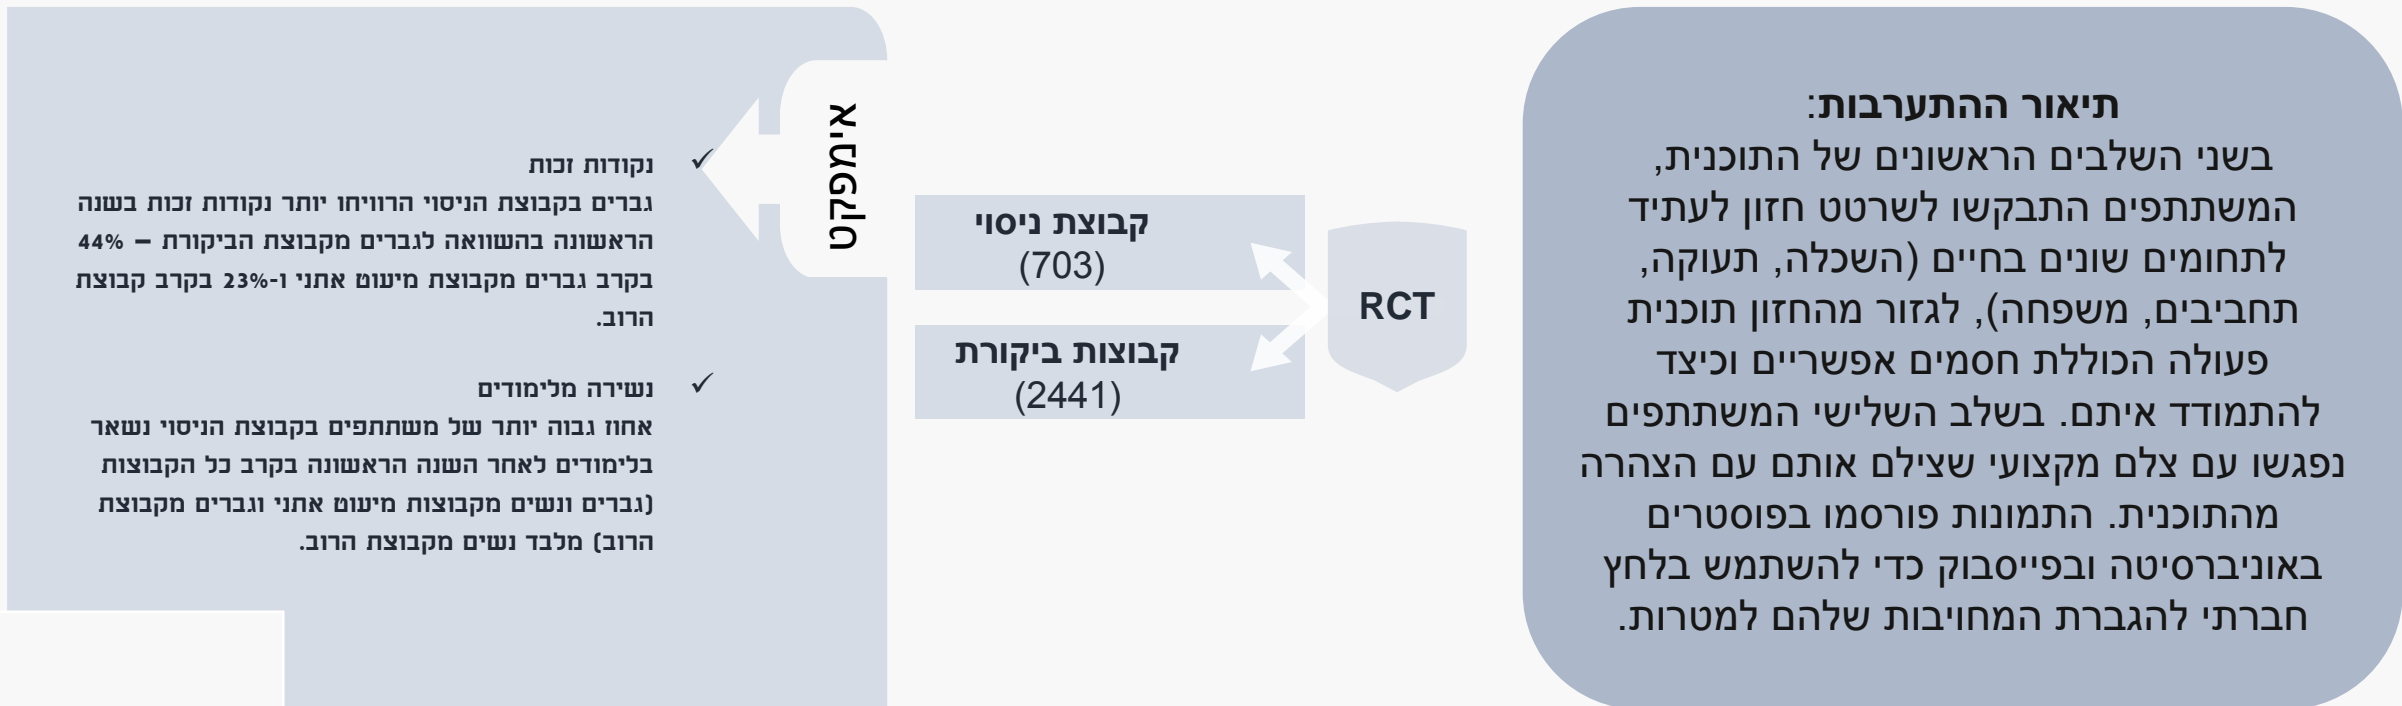 תיאור ההתערבות:
בשני השלבים הראשונים של התוכנית,
המשתתפים התבקשו לשרטט חזון לעתיד
לתחומים שונים בחיים (השכלה, תעוקה,
תחביבים, משפחה), לגזור מהחזון תוכנית
פעולה הכוללת חסמים אפשריים וכיצד
להתמודד איתם. בשלב השלישי המשתתפים
נפגשו עם צלם מקצועי שצילם אותם עם הצהרה
מהתוכנית. התמונות פורסמו בפוסטרים
באוניברסיטה ובפייסבוק כדי להשתמש בלחץ
חברתי להגברת המחויבות שלהם למטרות.
RCT
קבוצת ניסוי
(703)
קבוצות ביקורת
(2441)
אימפקט
✓ נקודות זכות
גברים בקבוצת הניסוי הרוויחו יותר נקודות זכות בשנה
הראשונה בהשוואה לגברים מקבוצת הביקורת – 44%
בקרב גברים מקבוצת מיעוט אתני ו-23% בקרב קבוצת
הרוב.
✓ נשירה מלימודים
אחוז גבוה יותר של משתתפים בקבוצת הניסוי נשאר
בלימודים לאחר השנה הראשונה בקרב כל הקבוצות
(גברים ונשים מקבוצות מיעוט אתני וגברים מקבוצת
הרוב) מלבד נשים מקבוצת הרוב.